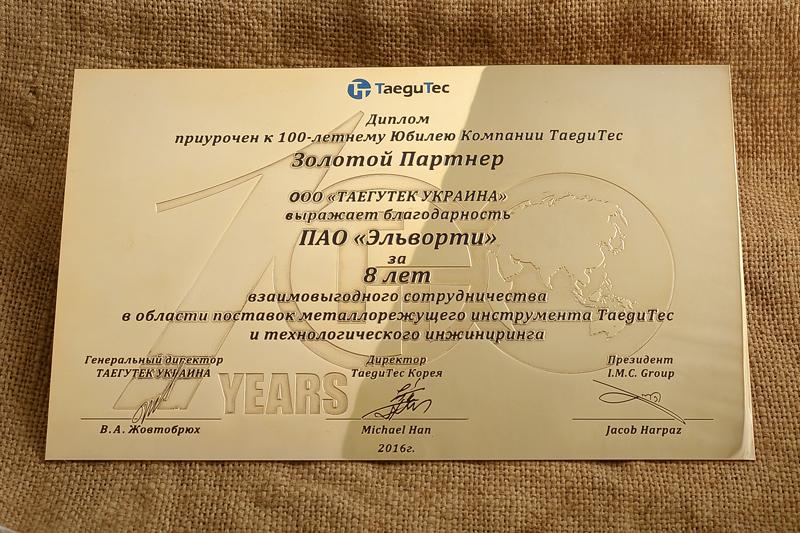 TaeguTec
Диплом
приурочен к 100-летнему Юбилею Компании TaeguTec
Золотой Партнер
ООО «ТАЕГУТЕК УКРАИНА»
выражает благодарность
ПАО «Эльворти»
за
8 лет
взаимовыгодного сотрудничества
в области поставок металлорежущего инструмента TaeguTec
и технологического инжиниринга
Генеральный директор
ТАЕГУТЕК УКРАИНА
В.А. Жовтобрюх
Директор
TaeguTec Корея
Michael Han
Президент
I.M.C. Group
Jacob Harpaz
2016г.
100
YEARS